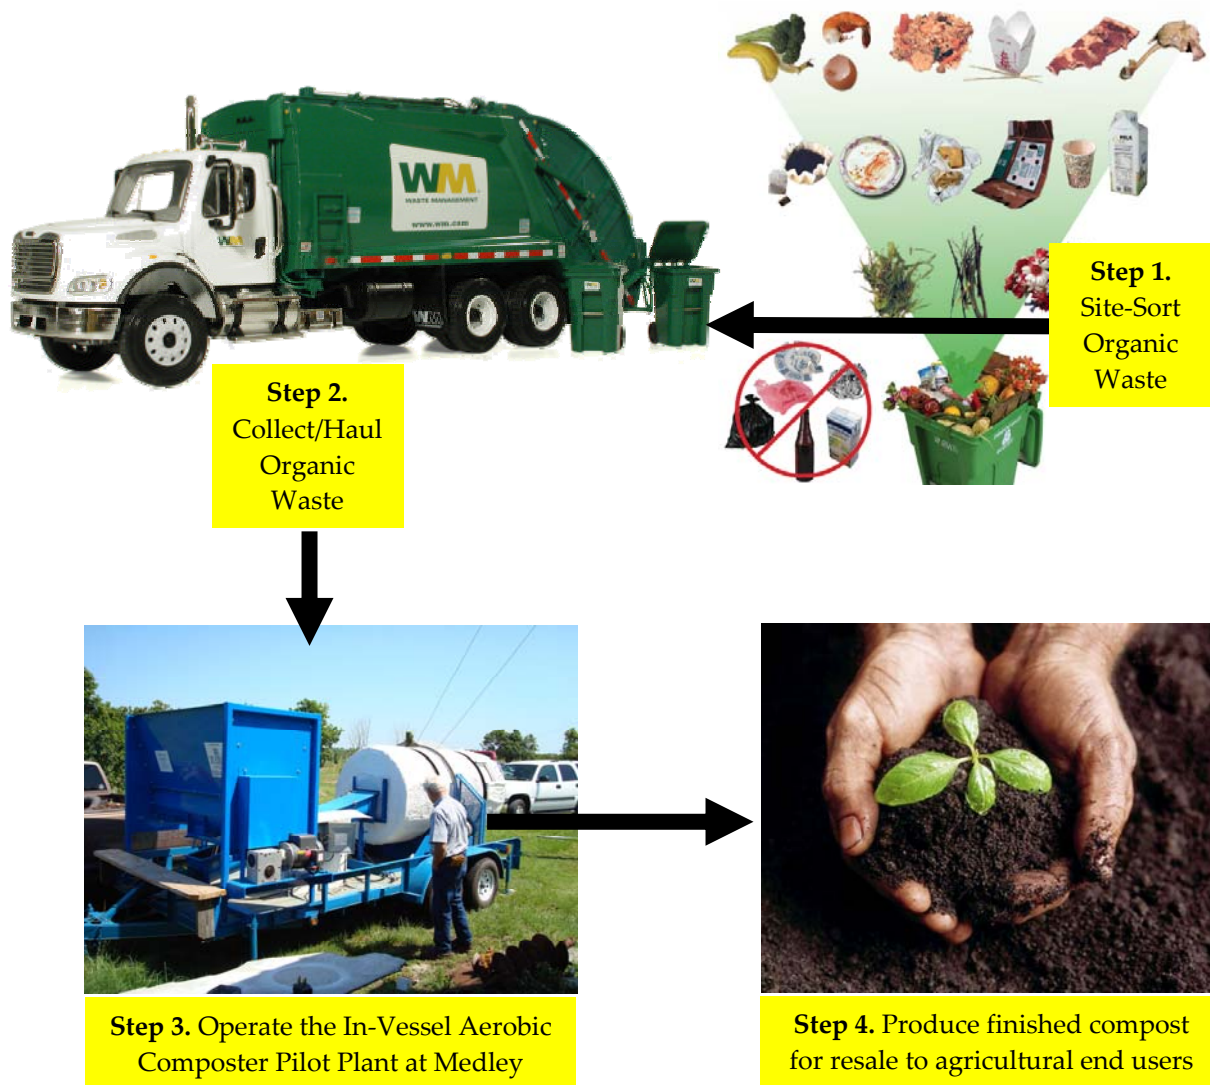 WM
WASTE MANAGEMENT
www.wm.com
WM
WM
MILK
Step 1.
Site-Sort
Organic
Waste
Step 2.
Collect/Haul
Organic
Waste
Step 3. Operate the In-Vessel Aerobic
Composter Pilot Plant at Medley
Step 4. Produce finished compost
for resale to agricultural end users